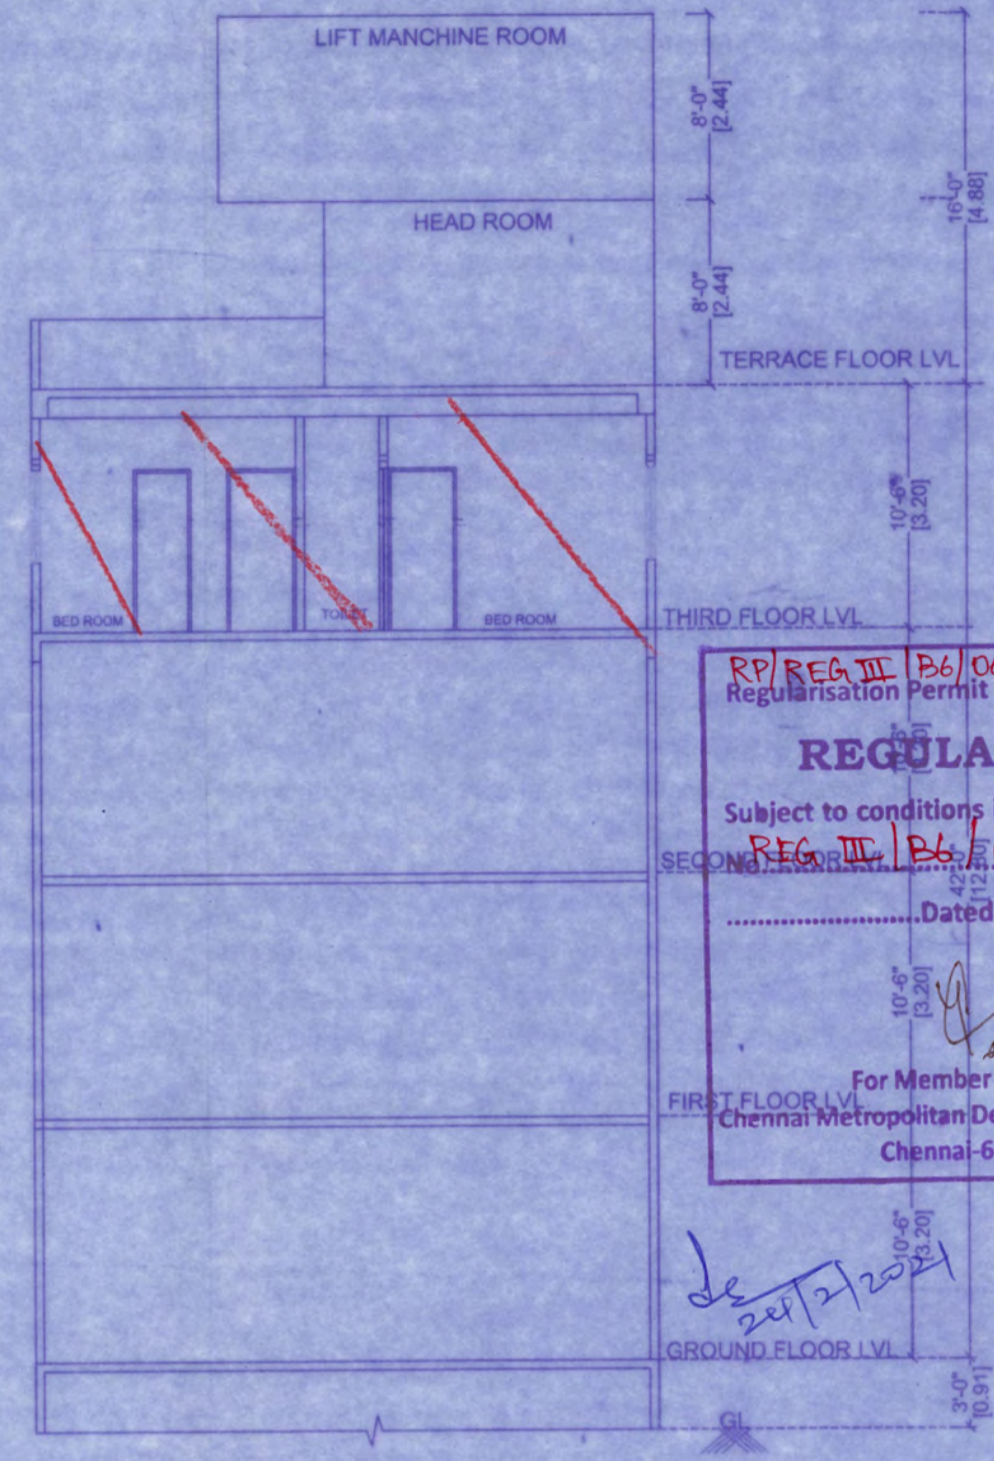 LIFT MANCHINE ROOM
8'-0"
[2.44]
16'-0"
[4.88]
HEAD ROOM
8'-0"
[2.44]
TERRACE FLOOR LVL
10'-6"
[3.20]
BED ROOM
TOILET
BED ROOM
THIRD FLOOR LVL
RP/REG III/B6/06
Regularisation Permit
REGULA
Subject to conditions
SECOND FLOOR LVL
No. REG III/B6/
42'-0"
[12.80]
Dated
10'-6"
[3.20]
For Member
FIRST FLOOR LVL
Chennai Metropolitan De
Chennai-6
10'-6"
[3.20]
24/2/2021
GROUND FLOOR LVL
3'-0"
[0.91]
GL